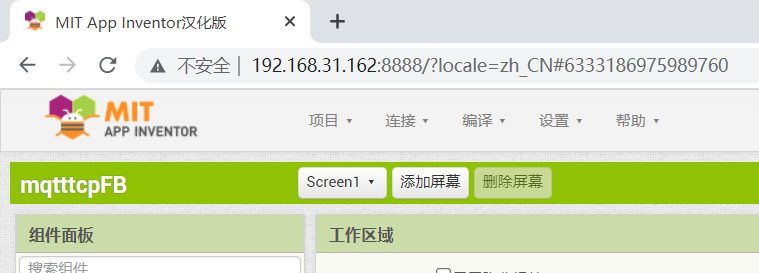 MIT App Inventor汉化版
不安全 | 192.168.31.162:8888/?locale=zh_CN#6333186975989760
MIT
APP INVENTOR
项目 连接 编译 设置 帮助
mqtttcpFB Screen1 添加屏幕 删除屏幕
组件面板 工作区域
搜索组件